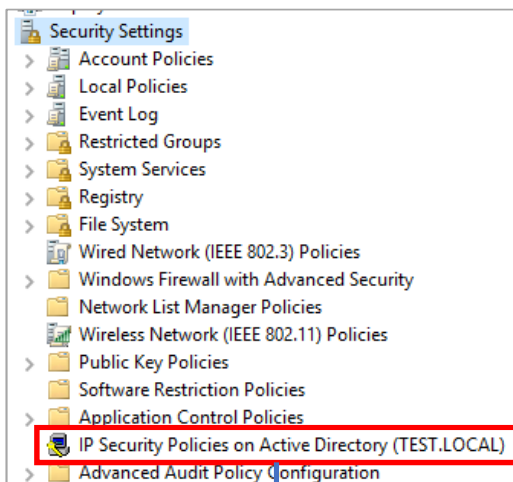 Security Settings
Account Policies
Local Policies
Event Log
Restricted Groups
System Services
Registry
File System
Wired Network (IEEE 802.3) Policies
Windows Firewall with Advanced Security
Network List Manager Policies
Wireless Network (IEEE 802.11) Policies
Public Key Policies
Software Restriction Policies
Application Control Policies
IP Security Policies on Active Directory (TEST.LOCAL)
Advanced Audit Policy Configuration